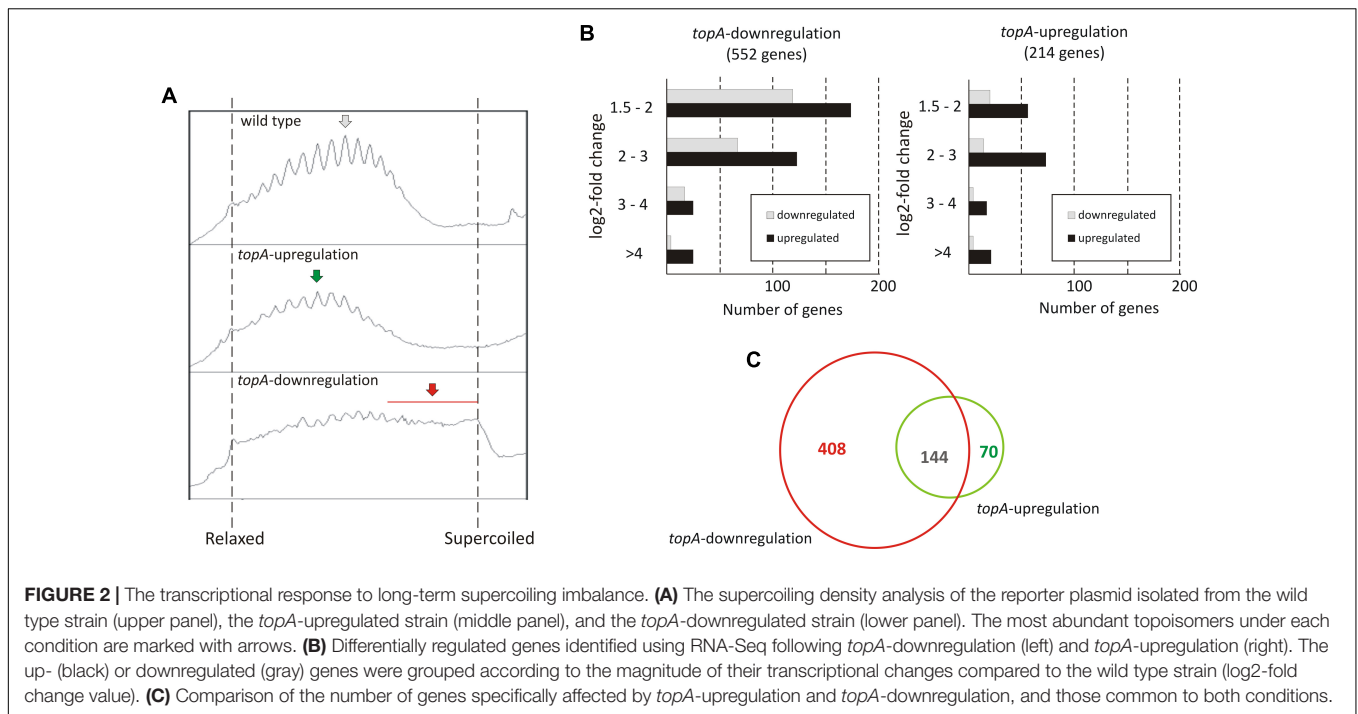 A
wild type
topA-upregulation
topA-downregulation
Relaxed
Supercoiled
B
topA-downregulation
(552 genes)
log2-fold change
1.5 - 2
2 - 3
3 - 4
>4
downregulated
upregulated
100
200
Number of genes
topA-upregulation
(214 genes)
log2-fold change
downregulated
upregulated
100
200
Number of genes
C
408
144
70
topA-upregulation
topA-downregulation
FIGURE 2 | The transcriptional response to long-term supercoiling imbalance. (A) The supercoiling density analysis of the reporter plasmid isolated from the wild
type strain (upper panel), the topA-upregulated strain (middle panel), and the topA-downregulated strain (lower panel). The most abundant topoisomers under each
condition are marked with arrows. (B) Differentially regulated genes identified using RNA-Seq following topA-downregulation (left) and topA-upregulation (right). The
up- (black) or downregulated (gray) genes were grouped according to the magnitude of their transcriptional changes compared to the wild type strain (log2-fold
change value). (C) Comparison of the number of genes specifically affected by topA-upregulation and topA-downregulation, and those common to both conditions.